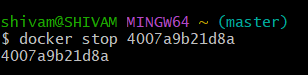 shivam@SHIVAM MINGW64 ~ (master)
$ docker stop 4007a9b21d8a
4007a9b21d8a